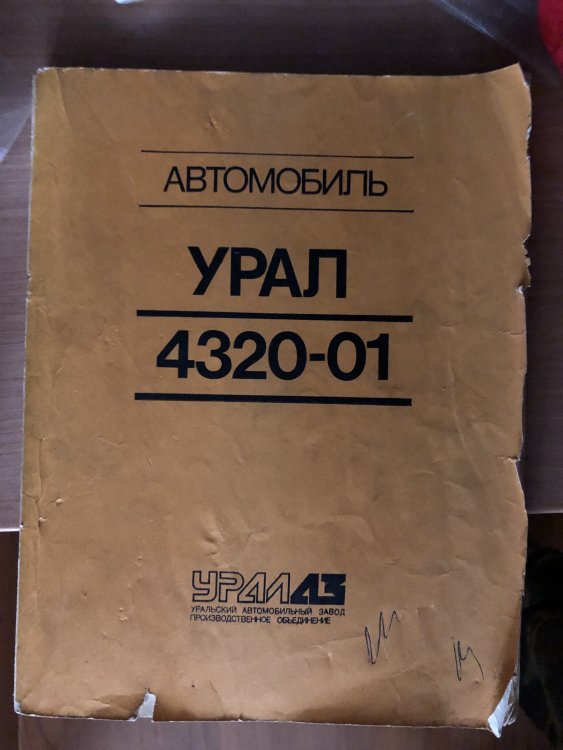 АВТОМОБИЛЬ
УРАЛ
4320-01
УРАЛАЗ
УРАЛЬСКИЙ АВТОМОБИЛЬНЫЙ ЗАВОД
ПРОИЗВОДСТВЕННОЕ ОБЪЕДИНЕНИЕ